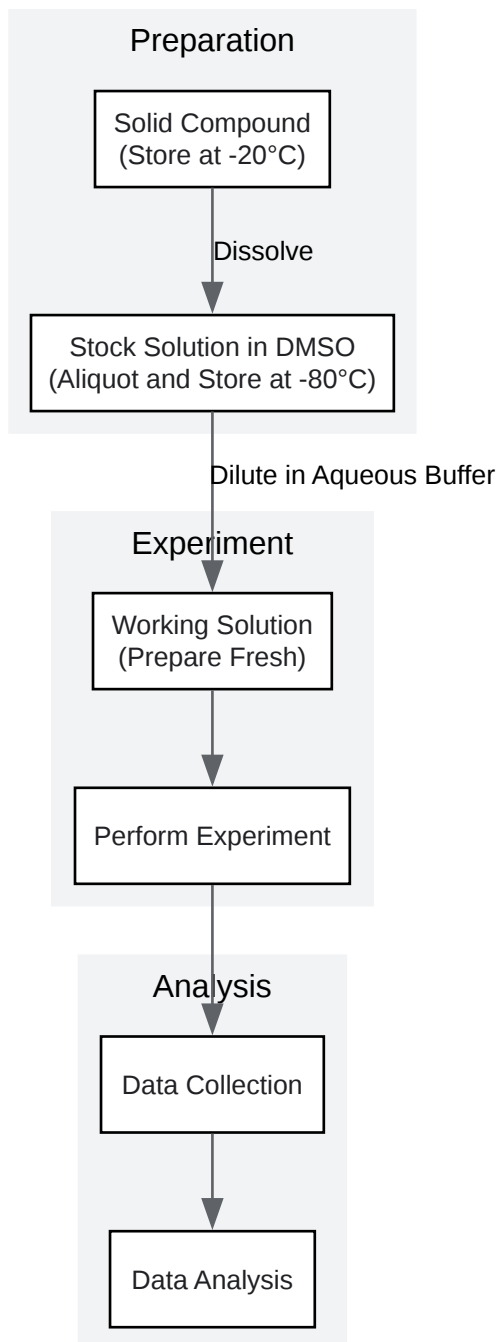 Preparation
Solid Compound
(Store at -20°C)
Dissolve
Stock Solution in DMSO
(Aliquot and Store at -80°C)
Dilute in Aqueous Buffer
Experiment
Working Solution
(Prepare Fresh)
Perform Experiment
Analysis
Data Collection
Data Analysis